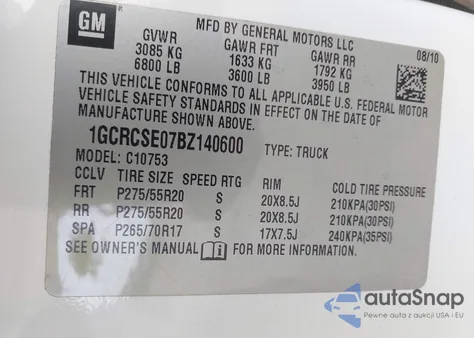 GM
MFD BY GENERAL MOTORS LLC
08/10
GVWR GAWR FRT GAWR RR
3085 KG 1633 KG 1792 KG
6800 LB 3600 LB 3950 LB
THIS VEHICLE CONFORMS TO ALL APPLICABLE U.S. FEDERAL MOTOR
VEHICLE SAFETY STANDARDS IN EFFECT ON THE DATE OF
MANUFACTURE SHOWN ABOVE.
1GCRCSE07BZ140600 TYPE: TRUCK
MODEL: C10753
CCLV TIRE SIZE SPEED RTG RIM COLD TIRE PRESSURE
FRT P275/55R20 S 20X8.5J 210KPA(30PSI)
RR P275/55R20 S 20X8.5J 210KPA(30PSI)
SPA P265/70R17 S 17X7.5J 240KPA(35PSI)
SEE OWNER'S MANUAL i FOR MORE INFORMATION.
autoSnap
Pewne auta z aukcji USA i EU